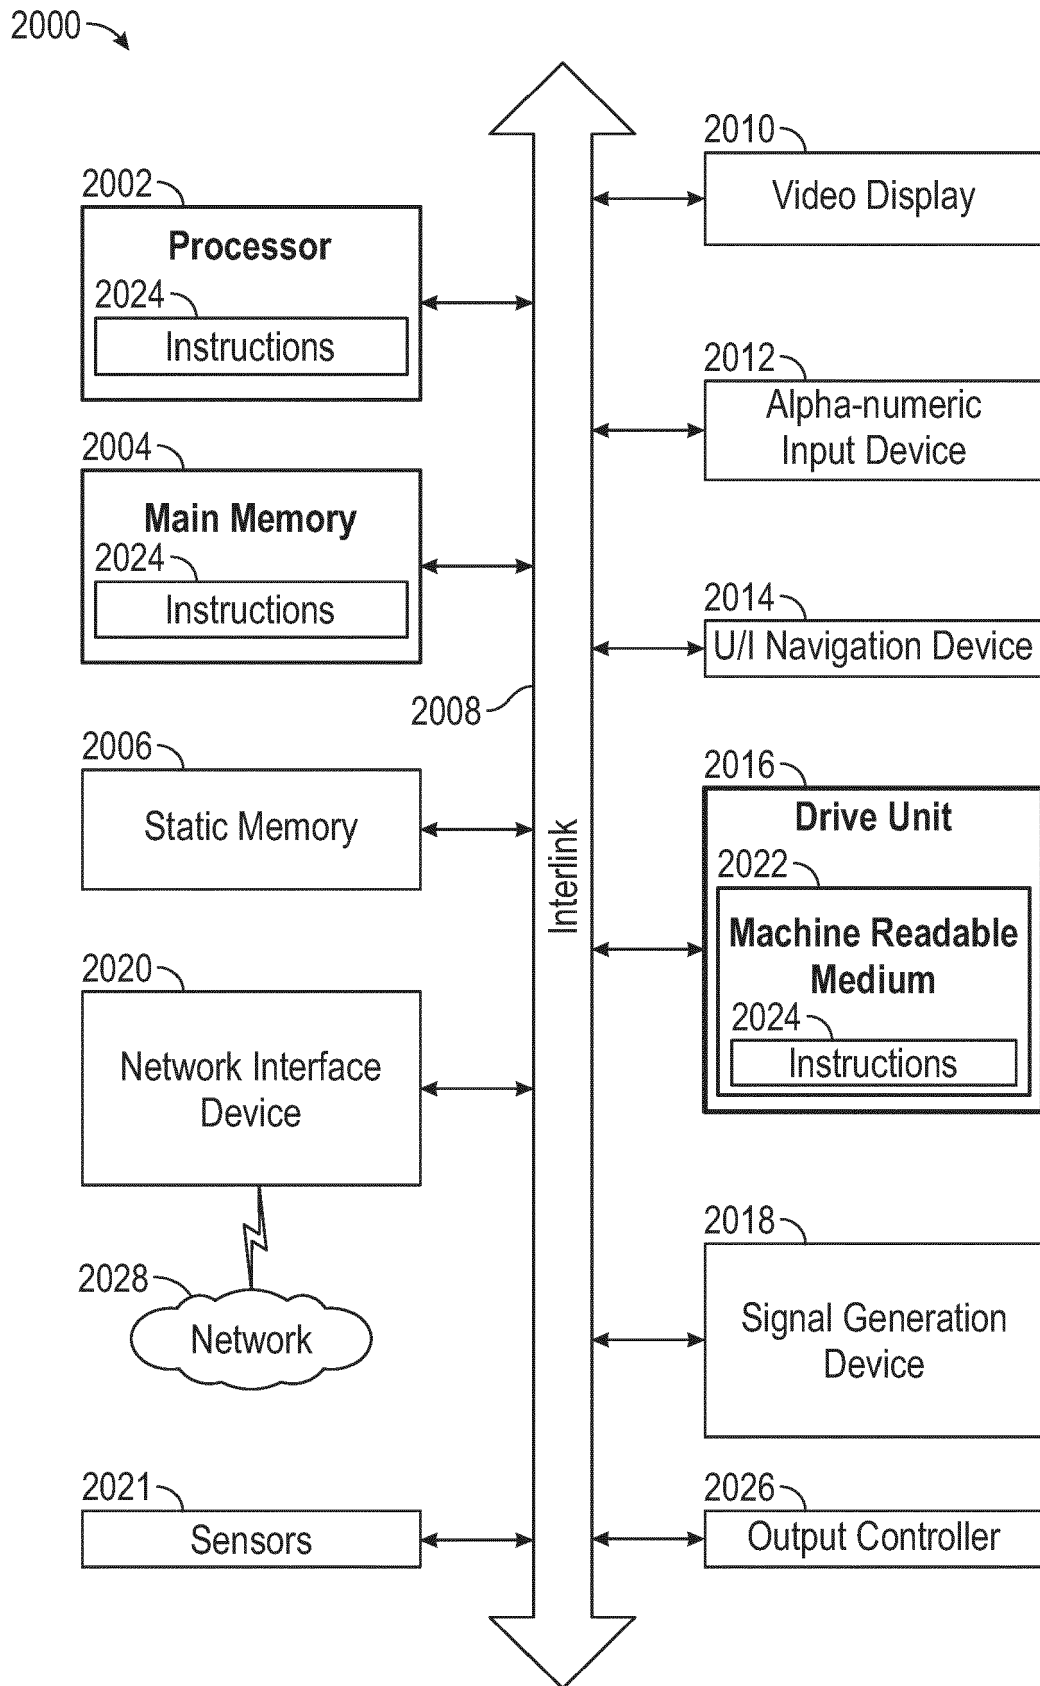 2000
2002
Processor
2024
Instructions
2004
Main Memory
2024
Instructions
2008
2006
Static Memory
2020
Network Interface
Device
2028
Network
2021
Sensors
Interlink
2010
Video Display
2012
Alpha-numeric
Input Device
2014
U/I Navigation Device
2016
Drive Unit
2022
Machine Readable
Medium
2024
Instructions
2018
Signal Generation
Device
2026
Output Controller